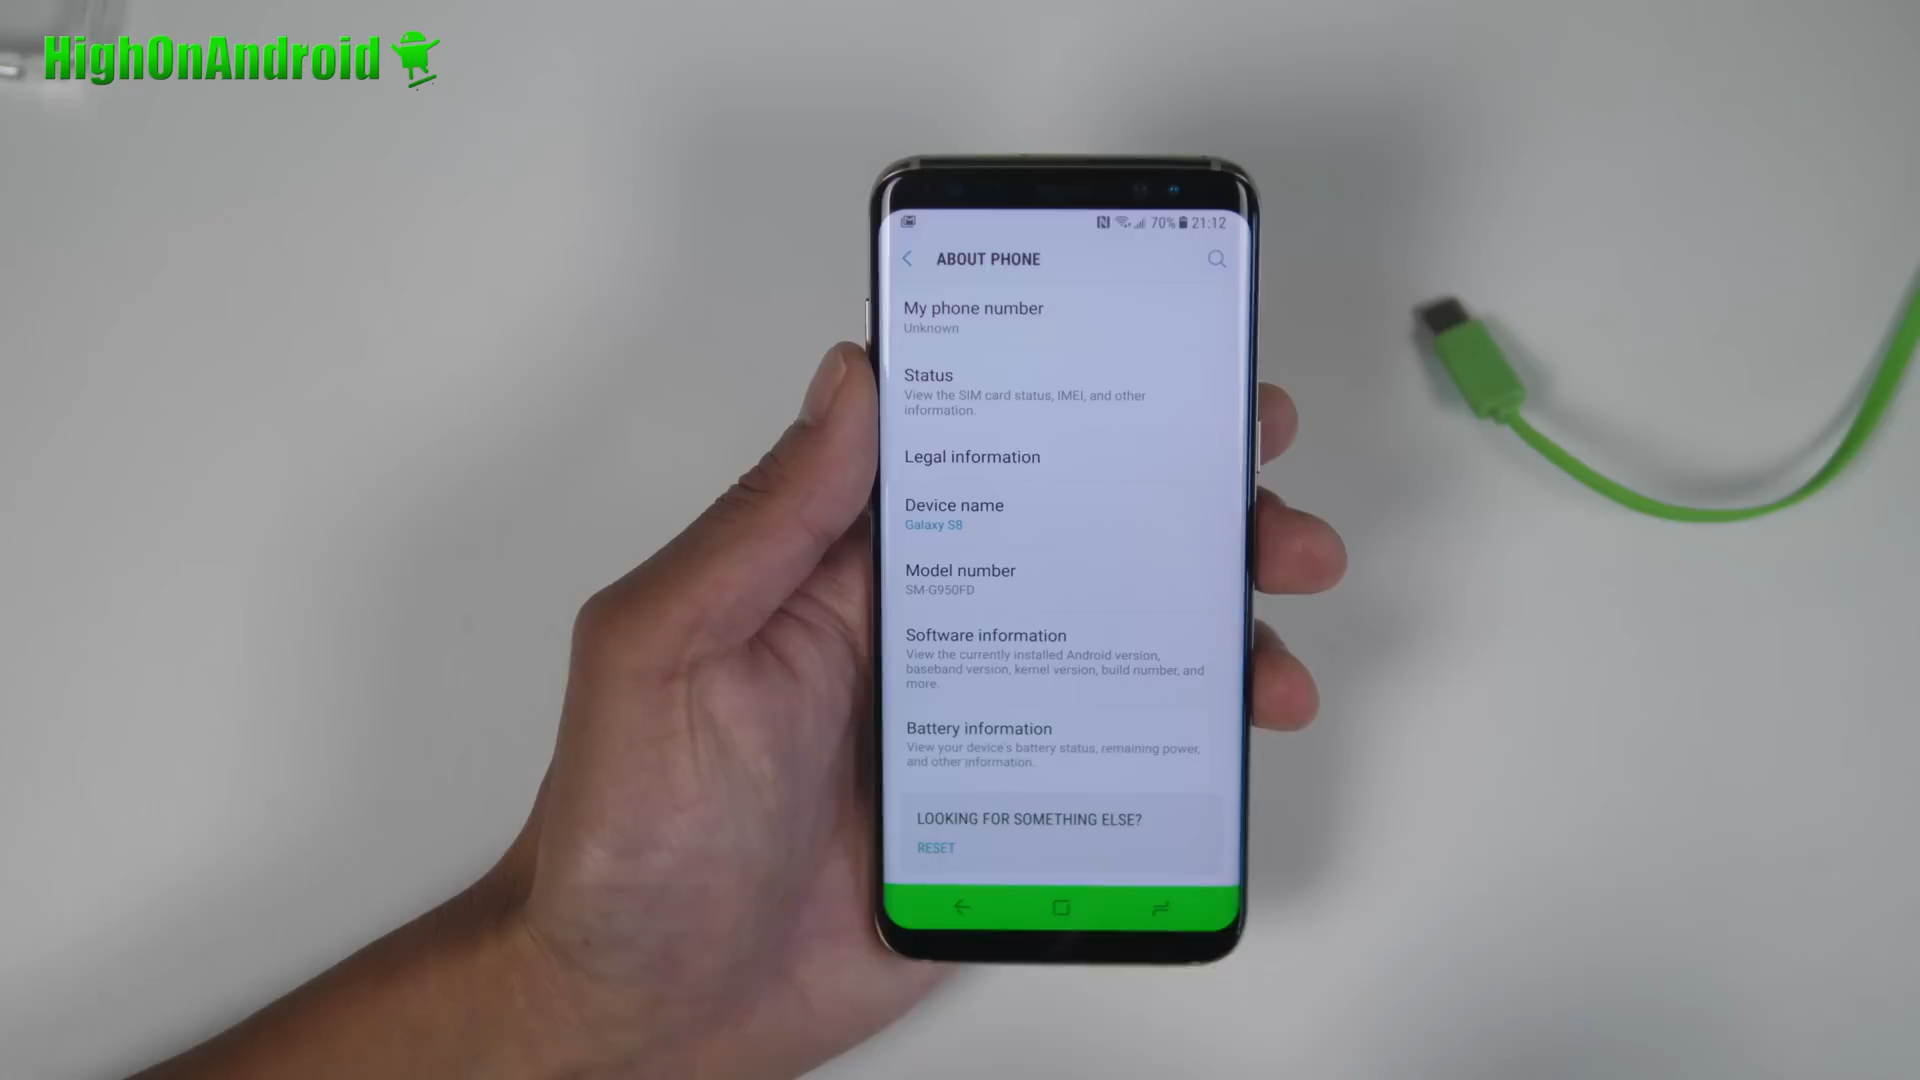 HighOnAndroid
70% 21:12
ABOUT PHONE
My phone number
Unknown
Status
View the SIM card status, IMEI, and other
information.
Legal information
Device name
Galaxy S8
Model number
SM-G950FD
Software information
View the currently installed Android version,
baseband version, kernel version, build number, and
more.
Battery information
View your device's battery status, remaining power,
and other information.
LOOKING FOR SOMETHING ELSE?
RESET